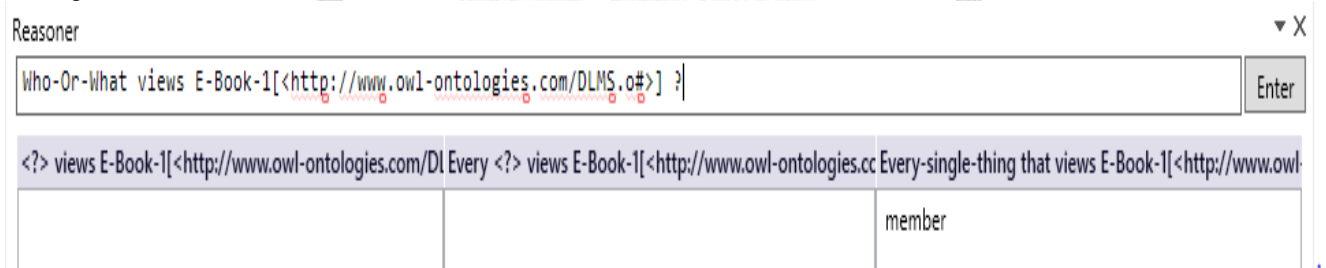 Reasoner
Who-Or-What views E-Book-1[<http://www.owl-ontologies.com/DLMS.o#>] ?
Enter
<?> views E-Book-1[<http://www.owl-ontologies.com/DL Every <?> views E-Book-1[<http://www.owl-ontologies.cc Every-single-thing that views E-Book-1[<http://www.owl-
member